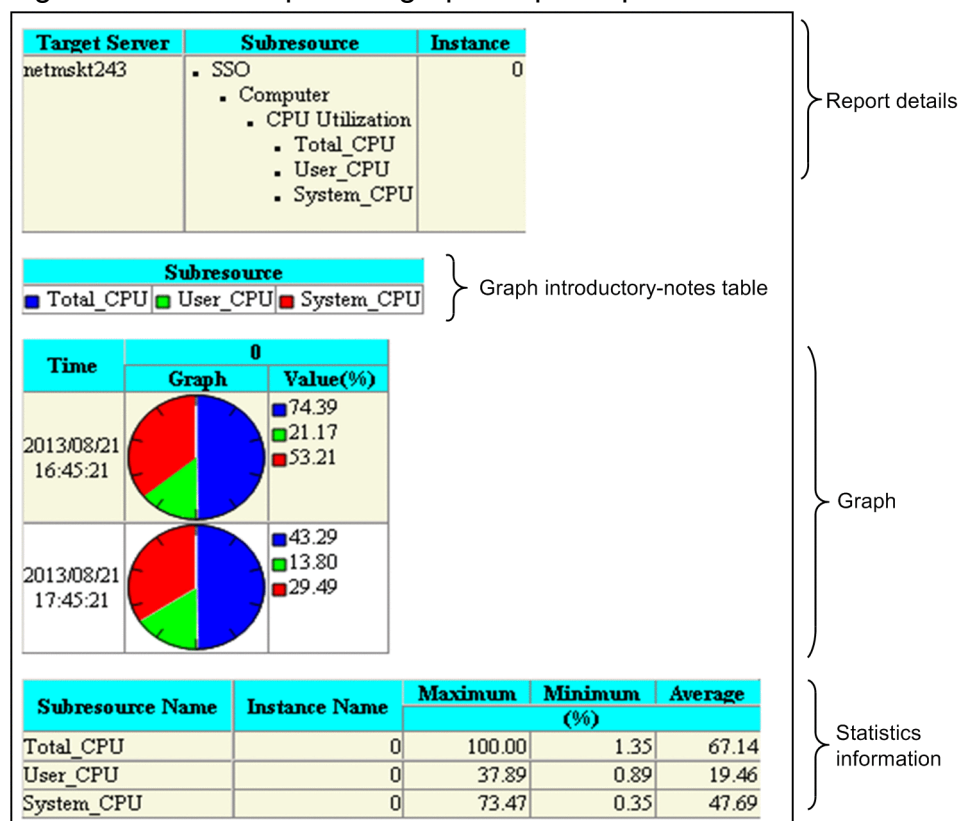 Target Server Subresource Instance
netmskt243 ▪ SSO 0
▪ Computer
▪ CPU Utilization
▪ Total_CPU
▪ User_CPU
▪ System_CPU
Report details
Subresource
Total_CPU User_CPU System_CPU
Graph introductory-notes table
Time 0
Graph Value(%)
2013/08/21
16:45:21
74.39
21.17
53.21
2013/08/21
17:45:21
43.29
13.80
29.49
Graph
Subresource Name Instance Name Maximum Minimum Average
(%)
Total_CPU 0 100.00 1.35 67.14
User_CPU 0 37.89 0.89 19.46
System_CPU 0 73.47 0.35 47.69
Statistics
information